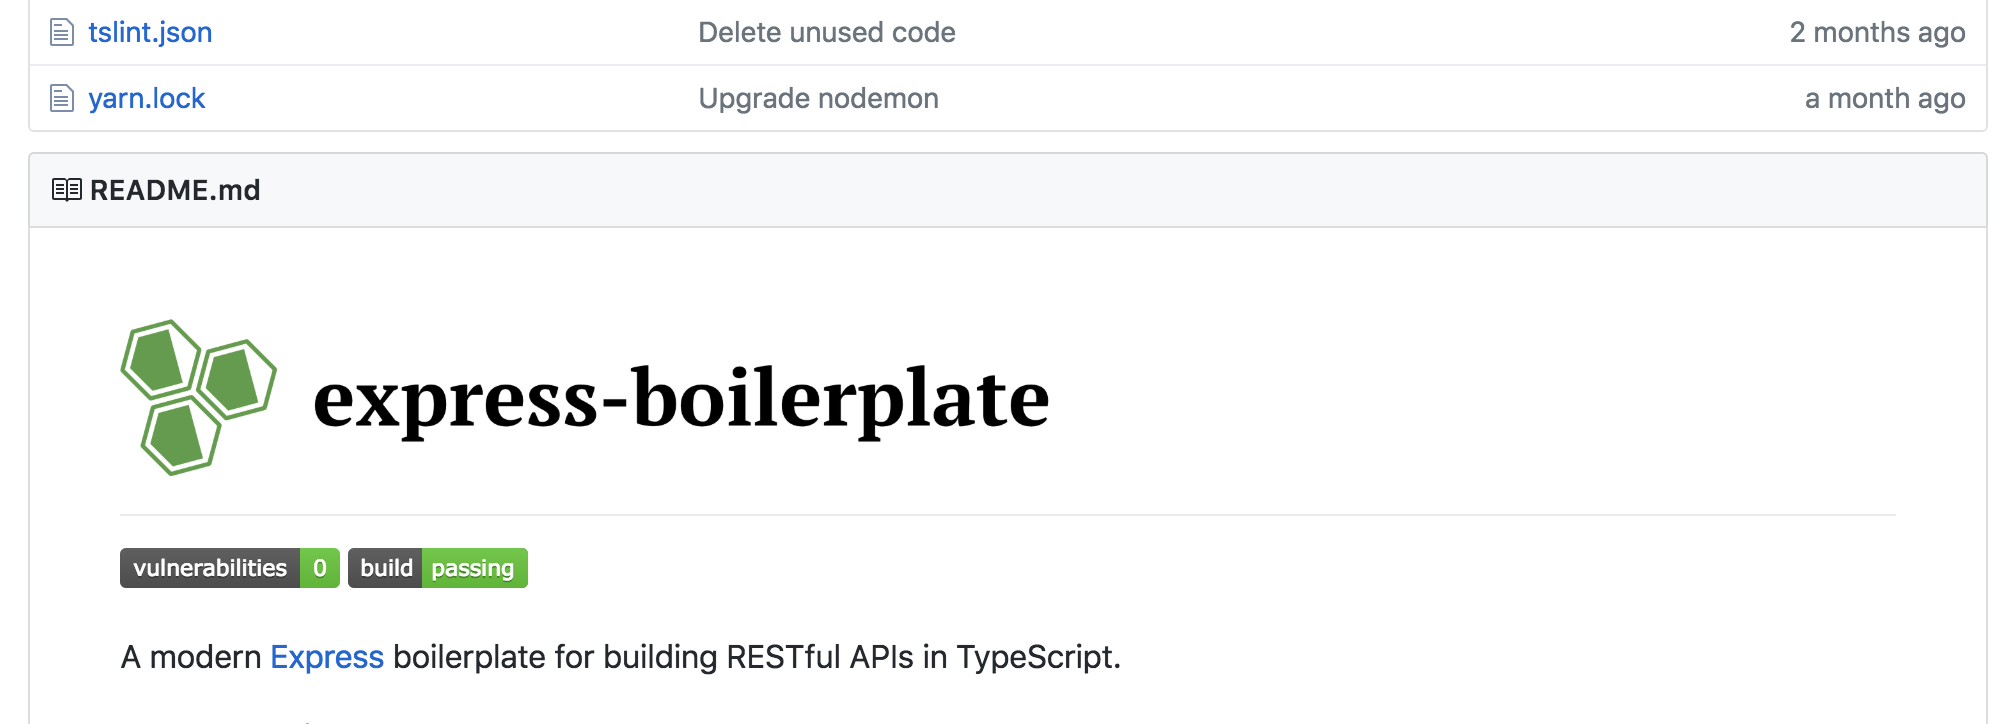 tslint.json Delete unused code 2 months ago
yarn.lock Upgrade nodemon a month ago
README.md
express-boilerplate
vulnerabilities 0 build passing
A modern Express boilerplate for building RESTful APIs in TypeScript.